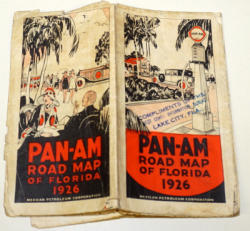 PAN-AM
ROAD MAP
OF FLORIDA
1926
MEXICAN PETROLEUM CORPORATION
COMPLIMENTS
LAKE CITY, FLA.
PAN-AM
ROAD MAP
OF FLORIDA
1926
MEXICAN PETROLEUM CORPORATION